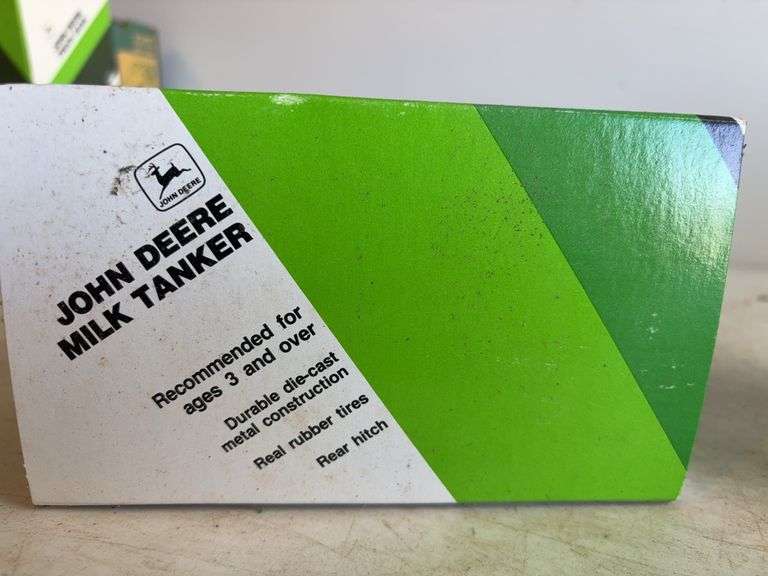 JOHN DEERE
JOHN DEERE
MILK TANKER
Recommended for
ages 3 and over
Durable die-cast
metal construction
Real rubber tires
Rear hitch